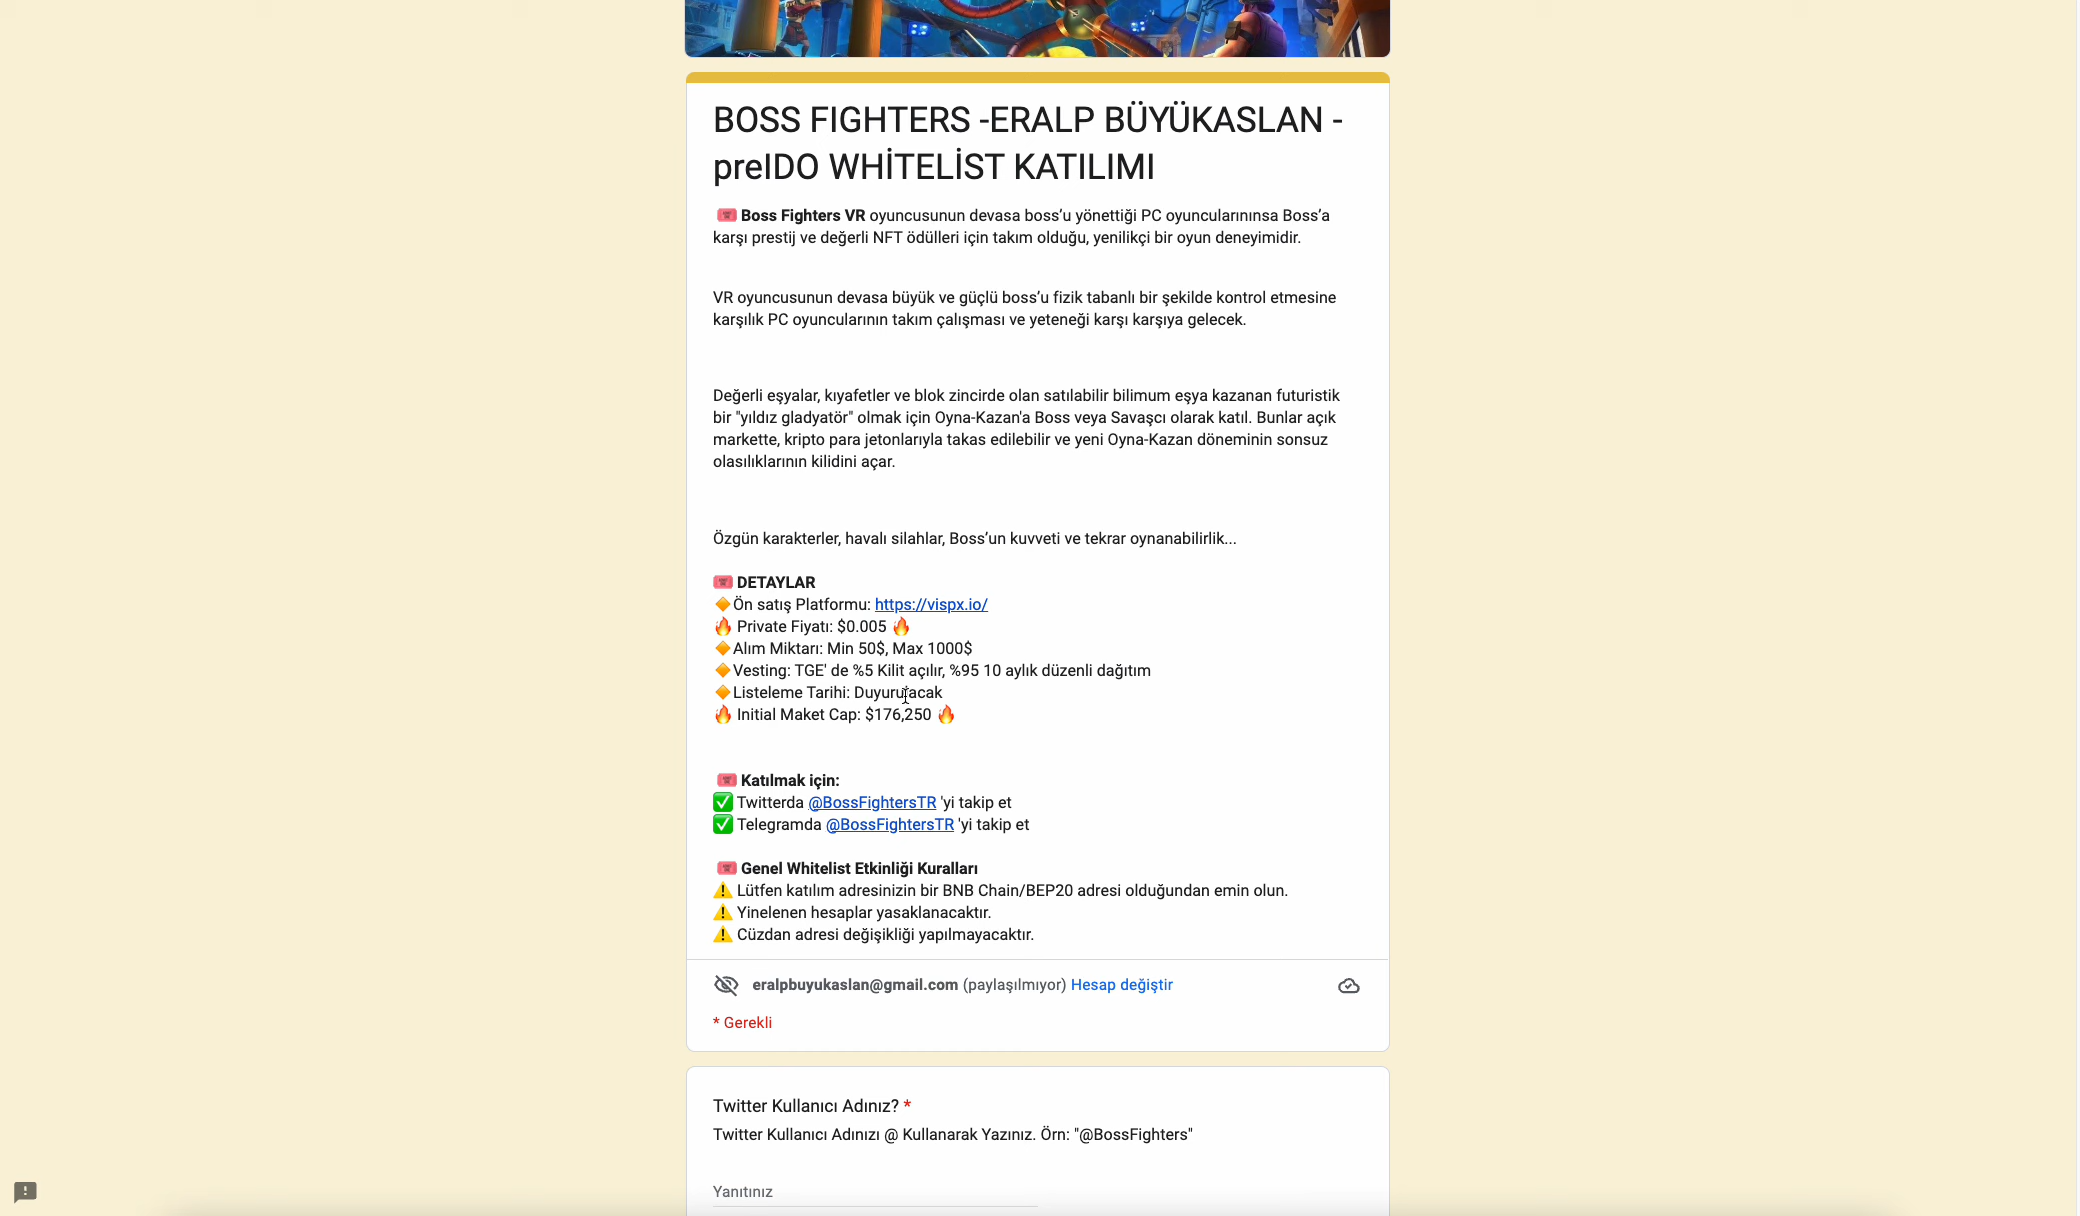 BOSS FIGHTERS -ERALP BÜYÜKASLAN -
preIDO WHİTELİST KATILIMI
Boss Fighters VR oyuncusunun devasa boss’u yönettiği PC oyuncularınınsa Boss’a
karşı prestij ve değerli NFT ödülleri için takım olduğu, yenilikçi bir oyun deneyimidir.
VR oyuncusunun devasa büyük ve güçlü boss’u fizik tabanlı bir şekilde kontrol etmesine
karşılık PC oyuncularının takım çalışması ve yeteneği karşı karşıya gelecek.
Değerli eşyalar, kıyafetler ve blok zincirde olan satılabilir bilimum eşya kazanan futuristik
bir "yıldız gladyatör" olmak için Oyna-Kazan'a Boss veya Savaşcı olarak katıl. Bunlar açık
markette, kripto para jetonlarıyla takas edilebilir ve yeni Oyna-Kazan döneminin sonsuz
olasılıklarının kilidini açar.
Özgün karakterler, havalı silahlar, Boss’un kuvveti ve tekrar oynanabilirlik...
DETAYLAR
🔸Ön satış Platformu: https://vispx.io/
🔥 Private Fiyatı: $0.005 🔥
🔸Alım Miktarı: Min 50$, Max 1000$
🔸Vesting: TGE' de %5 Kilit açılır, %95 10 aylık düzenli dağıtım
🔸Listeleme Tarihi: Duyurulacak
🔥 Initial Maket Cap: $176,250 🔥
Katılmak için:
✅ Twitterda @BossFightersTR 'yi takip et
✅ Telegramda @BossFightersTR 'yi takip et
Genel Whitelist Etkinliği Kuralları
⚠️ Lütfen katılım adresinizin bir BNB Chain/BEP20 adresi olduğundan emin olun.
⚠️ Yinelenen hesaplar yasaklanacaktır.
⚠️ Cüzdan adresi değişikliği yapılmayacaktır.
eralpbuyukaslan@gmail.com (paylaşılmıyor) Hesap değiştir
* Gerekli
Twitter Kullanıcı Adınız? *
Twitter Kullanıcı Adınızı @ Kullanarak Yazınız. Örn: "@BossFighters"
Yanıtınız